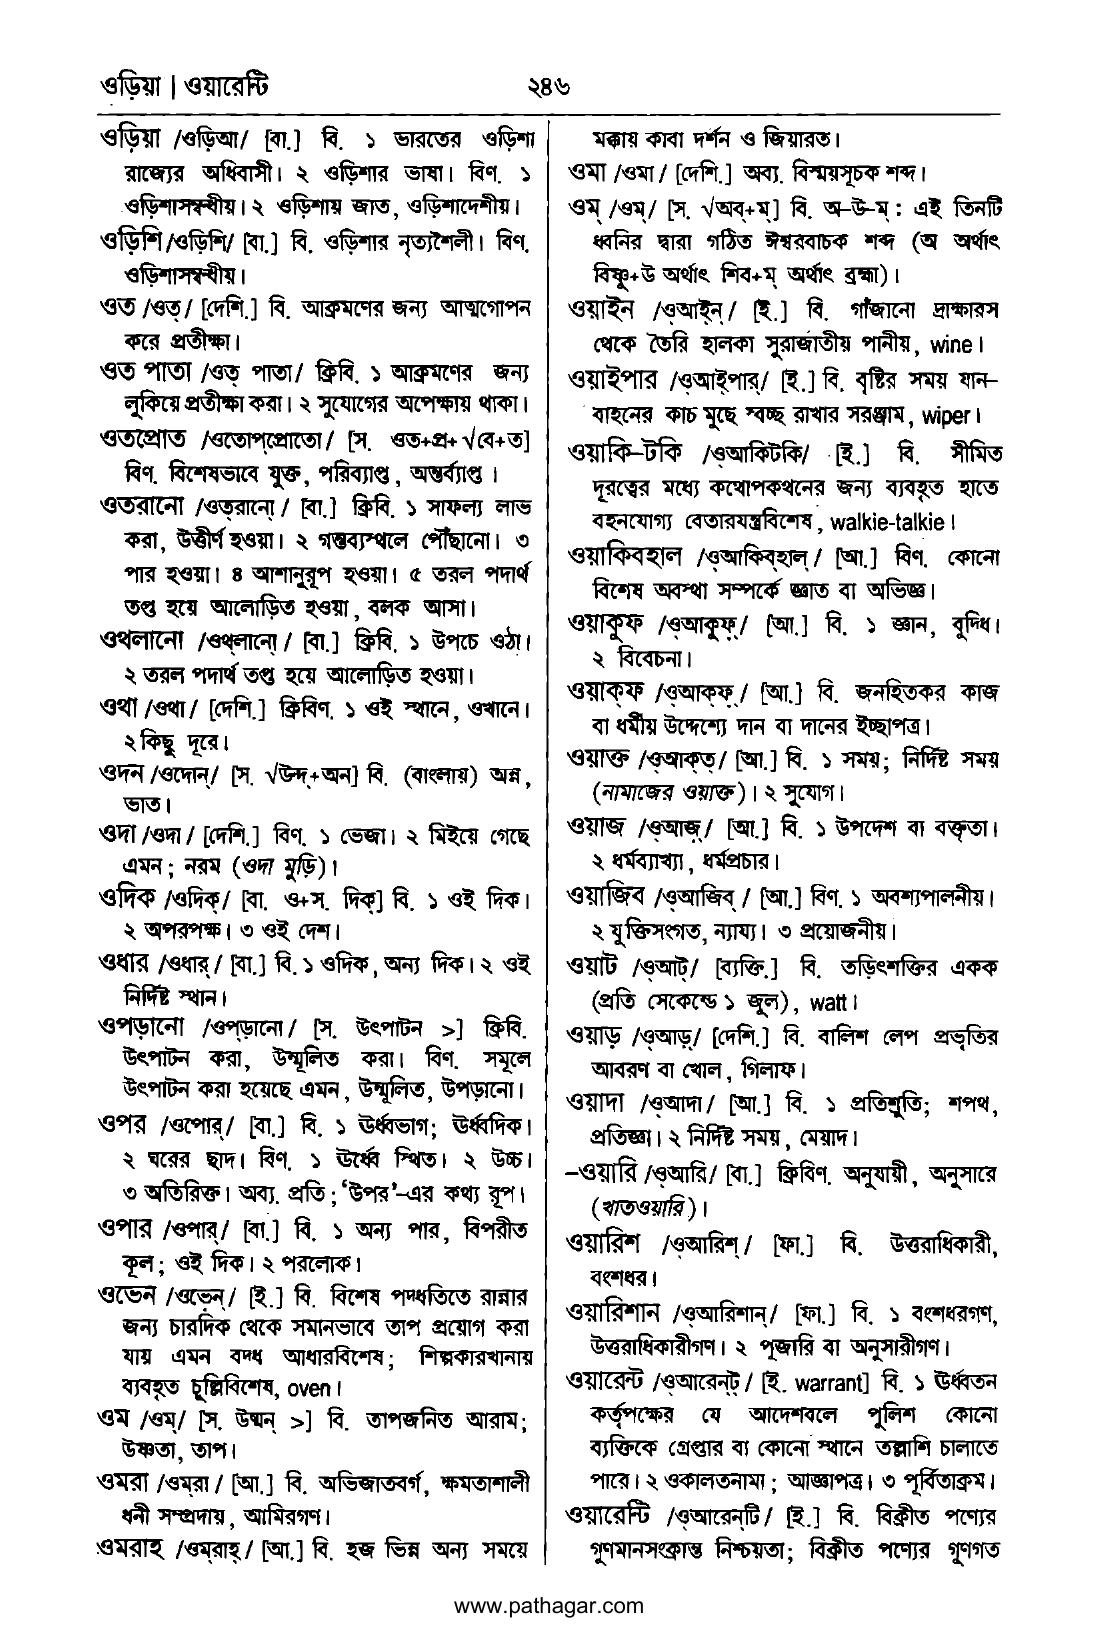 ওড়িয়া | ওয়ারেন্টি
২৪৬
ওড়িয়া /ওড়িআ/ [বা.] বি. ১ ভারতের ওড়িশা
রাজ্যের অধিবাসী। ২ ওড়িশার ভাষা। বিণ. ১
ওড়িশাসম্বন্ধীয়। ২ ওড়িশায় জাত, ওড়িশাদেশীয়।
ওড়িশি /ওড়িশি/ [বা.] বি. ওড়িশার নৃত্যশৈলী। বিণ.
ওড়িশাসম্বন্ধীয়।
ওত /ওত্/ [দেশি.] বি. আক্রমণের জন্য আত্মগোপন
করে প্রতীক্ষা।
ওত পাতা /ওত্ পাতা/ ক্রিবি. ১ আক্রমণের জন্য
লুকিয়ে প্রতীক্ষা করা। ২ সুযোগের অপেক্ষায় থাকা।
ওতপ্রোত /ওতোপ্‌প্রোতো/ [স. ওত+প্র+√বে+ত]
বিণ. বিশেষভাবে যুক্ত, পরিব্যাপ্ত, অন্তর্ব্যাপ্ত।
ওতরানো /ওত্‌রানো/ [বা.] ক্রিবি. ১ সাফল্য লাভ
করা, উত্তীর্ণ হওয়া। ২ গন্তব্যস্থলে পৌঁছানো। ৩
পার হওয়া। ৪ আশানুরূপ হওয়া। ৫ তরল পদার্থ
তপ্ত হয়ে আলোড়িত হওয়া, বলক আসা।
ওথলানো /ওথ্‌লানো/ [বা.] ক্রিবি. ১ উপচে ওঠা।
২ তরল পদার্থ তপ্ত হয়ে আলোড়িত হওয়া।
ওথা /ওথা/ [দেশি.] ক্রিবিণ. ১ ওই স্থানে, ওখানে।
২ কিছু দূরে।
ওদন /ওদোন্/ [স. √উদ্+অন] বি. (বাংলায়) অন্ন,
ভাত।
ওদা /ওদা/ [দেশি.] বিণ. ১ ভেজা। ২ মিইয়ে গেছে
এমন; নরম (ওদা মুড়ি)।
ওদিক /ওদিক্/ [বা. ও+স. দিক্] বি. ১ ওই দিক।
২ অপরপক্ষ। ৩ ওই দেশ।
ওধার /ওধার্/ [বা.] বি. ১ ওদিক, অন্য দিক। ২ ওই
নির্দিষ্ট স্থান।
ওপড়ানো /ওপ্‌ড়ানো/ [স. উৎপাটন >] ক্রিবি.
উৎপাটন করা, উন্মূলিত করা। বিণ. সমূলে
উৎপাটন করা হয়েছে এমন, উন্মূলিত, উপড়ানো।
ওপর /ওপোর্/ [বা.] বি. ১ ঊর্ধ্বভাগ; ঊর্ধ্বদিক।
২ ঘরের ছাদ। বিণ. ১ ঊর্ধ্বে স্থিত। ২ উচ্চ।
৩ অতিরিক্ত। অব্য. প্রতি; ‘উপর’-এর কথ্য রূপ।
ওপার /ওপার্/ [বা.] বি. ১ অন্য পার, বিপরীত
কূল; ওই দিক। ২ পরলোক।
ওভেন /ওভেন্/ [ই.] বি. বিশেষ পদ্ধতিতে রান্নার
জন্য চারদিক থেকে সমানভাবে তাপ প্রয়োগ করা
যায় এমন বদ্ধ আধারবিশেষ; শিল্পকারখানায়
ব্যবহৃত চুল্লিবিশেষ, oven।
ওম /ওম্/ [স. উষ্মন্ >] বি. তাপজনিত আরাম;
উষ্ণতা, তাপ।
ওমরা /ওম্‌রা/ [আ.] বি. অভিজাতবর্গ, ক্ষমতাশালী
ধনী সম্প্রদায়, আমিরগণ।
ওমরাহ /ওম্‌রাহ্/ [আ.] বি. হজ ভিন্ন অন্য সময়ে
মক্কায় কাবা দর্শন ও জিয়ারত।
ওমা /ওমা/ [দেশি.] অব্য. বিস্ময়সূচক শব্দ।
ওম্ /ওম্/ [স. √অব্+ম্] বি. অ-উ-ম্ : এই তিনটি
ধ্বনির দ্বারা গঠিত ঈশ্বরবাচক শব্দ (অ অর্থাৎ
বিষ্ণু+উ অর্থাৎ শিব+ম্ অর্থাৎ ব্রহ্মা)।
ওয়াইন /ওআইন্/ [ই.] বি. গাঁজানো দ্রাক্ষারস
থেকে তৈরি হালকা সুরাজাতীয় পানীয়, wine।
ওয়াইপার /ওআইপার্/ [ই.] বি. বৃষ্টির সময় যান-
বাহনের কাচ মুছে স্বচ্ছ রাখার সরঞ্জাম, wiper।
ওয়াকি-টকি /ওআকিটকি/ [ই.] বি. সীমিত
দূরত্বের মধ্যে কথোপকথনের জন্য ব্যবহৃত হাতে
বহনযোগ্য বেতারযন্ত্রবিশেষ, walkie-talkie।
ওয়াকিবহাল /ওআকিব্‌হাল্/ [আ.] বিণ. কোনো
বিশেষ অবস্থা সম্পর্কে জ্ঞাত বা অভিজ্ঞ।
ওয়াকুফ /ওআকুফ্/ [আ.] বি. ১ জ্ঞান, বুদ্ধি।
২ বিবেচনা।
ওয়াক্‌ফ /ওআক্‌ফ্/ [আ.] বি. জনহিতকর কাজ
বা ধর্মীয় উদ্দেশ্যে দান বা দানের ইচ্ছাপত্র।
ওয়াক্ত /ওআক্‌ত্/ [আ.] বি. ১ সময়; নির্দিষ্ট সময়
(নামাজের ওয়াক্ত)। ২ সুযোগ।
ওয়াজ /ওআজ্/ [আ.] বি. ১ উপদেশ বা বক্তৃতা।
২ ধর্মব্যাখ্যা, ধর্মপ্রচার।
ওয়াজিব /ওআজিব্/ [আ.] বিণ. ১ অবশ্যপালনীয়।
২ যুক্তিসংগত, ন্যায্য। ৩ প্রয়োজনীয়।
ওয়াট /ওআট্/ [ব্যক্তি.] বি. তড়িৎশক্তির একক
(প্রতি সেকেন্ডে ১ জুল), watt।
ওয়াড় /ওআড়্/ [দেশি.] বি. বালিশ লেপ প্রভৃতির
আবরণ বা খোল, গিলাফ।
ওয়াদা /ওআদা/ [আ.] বি. ১ প্রতিশ্রুতি; শপথ,
প্রতিজ্ঞা। ২ নির্দিষ্ট সময়, মেয়াদ।
-ওয়ারি /ওআরি/ [বা.] ক্রিবিণ. অনুযায়ী, অনুসারে
(খাতওয়ারি)।
ওয়ারিশ /ওআরিশ্/ [ফা.] বি. উত্তরাধিকারী,
বংশধর।
ওয়ারিশান /ওআরিশান্/ [ফা.] বি. ১ বংশধরগণ,
উত্তরাধিকারীগণ। ২ পূজারি বা অনুসারীগণ।
ওয়ারেন্ট /ওআরেন্‌ট্/ [ই. warrant] বি. ১ ঊর্ধ্বতন
কর্তৃপক্ষের যে আদেশবলে পুলিশ কোনো
ব্যক্তিকে গ্রেপ্তার বা কোনো স্থানে তল্লাশি চালাতে
পারে। ২ ওকালতনামা; আজ্ঞাপত্র। ৩ পূর্বিতাক্রম।
ওয়ারেন্টি /ওআরেন্‌টি/ [ই.] বি. বিক্রীত পণ্যের
গুণমানসংক্রান্ত নিশ্চয়তা; বিক্রীত পণ্যের গুণগত
www.pathagar.com